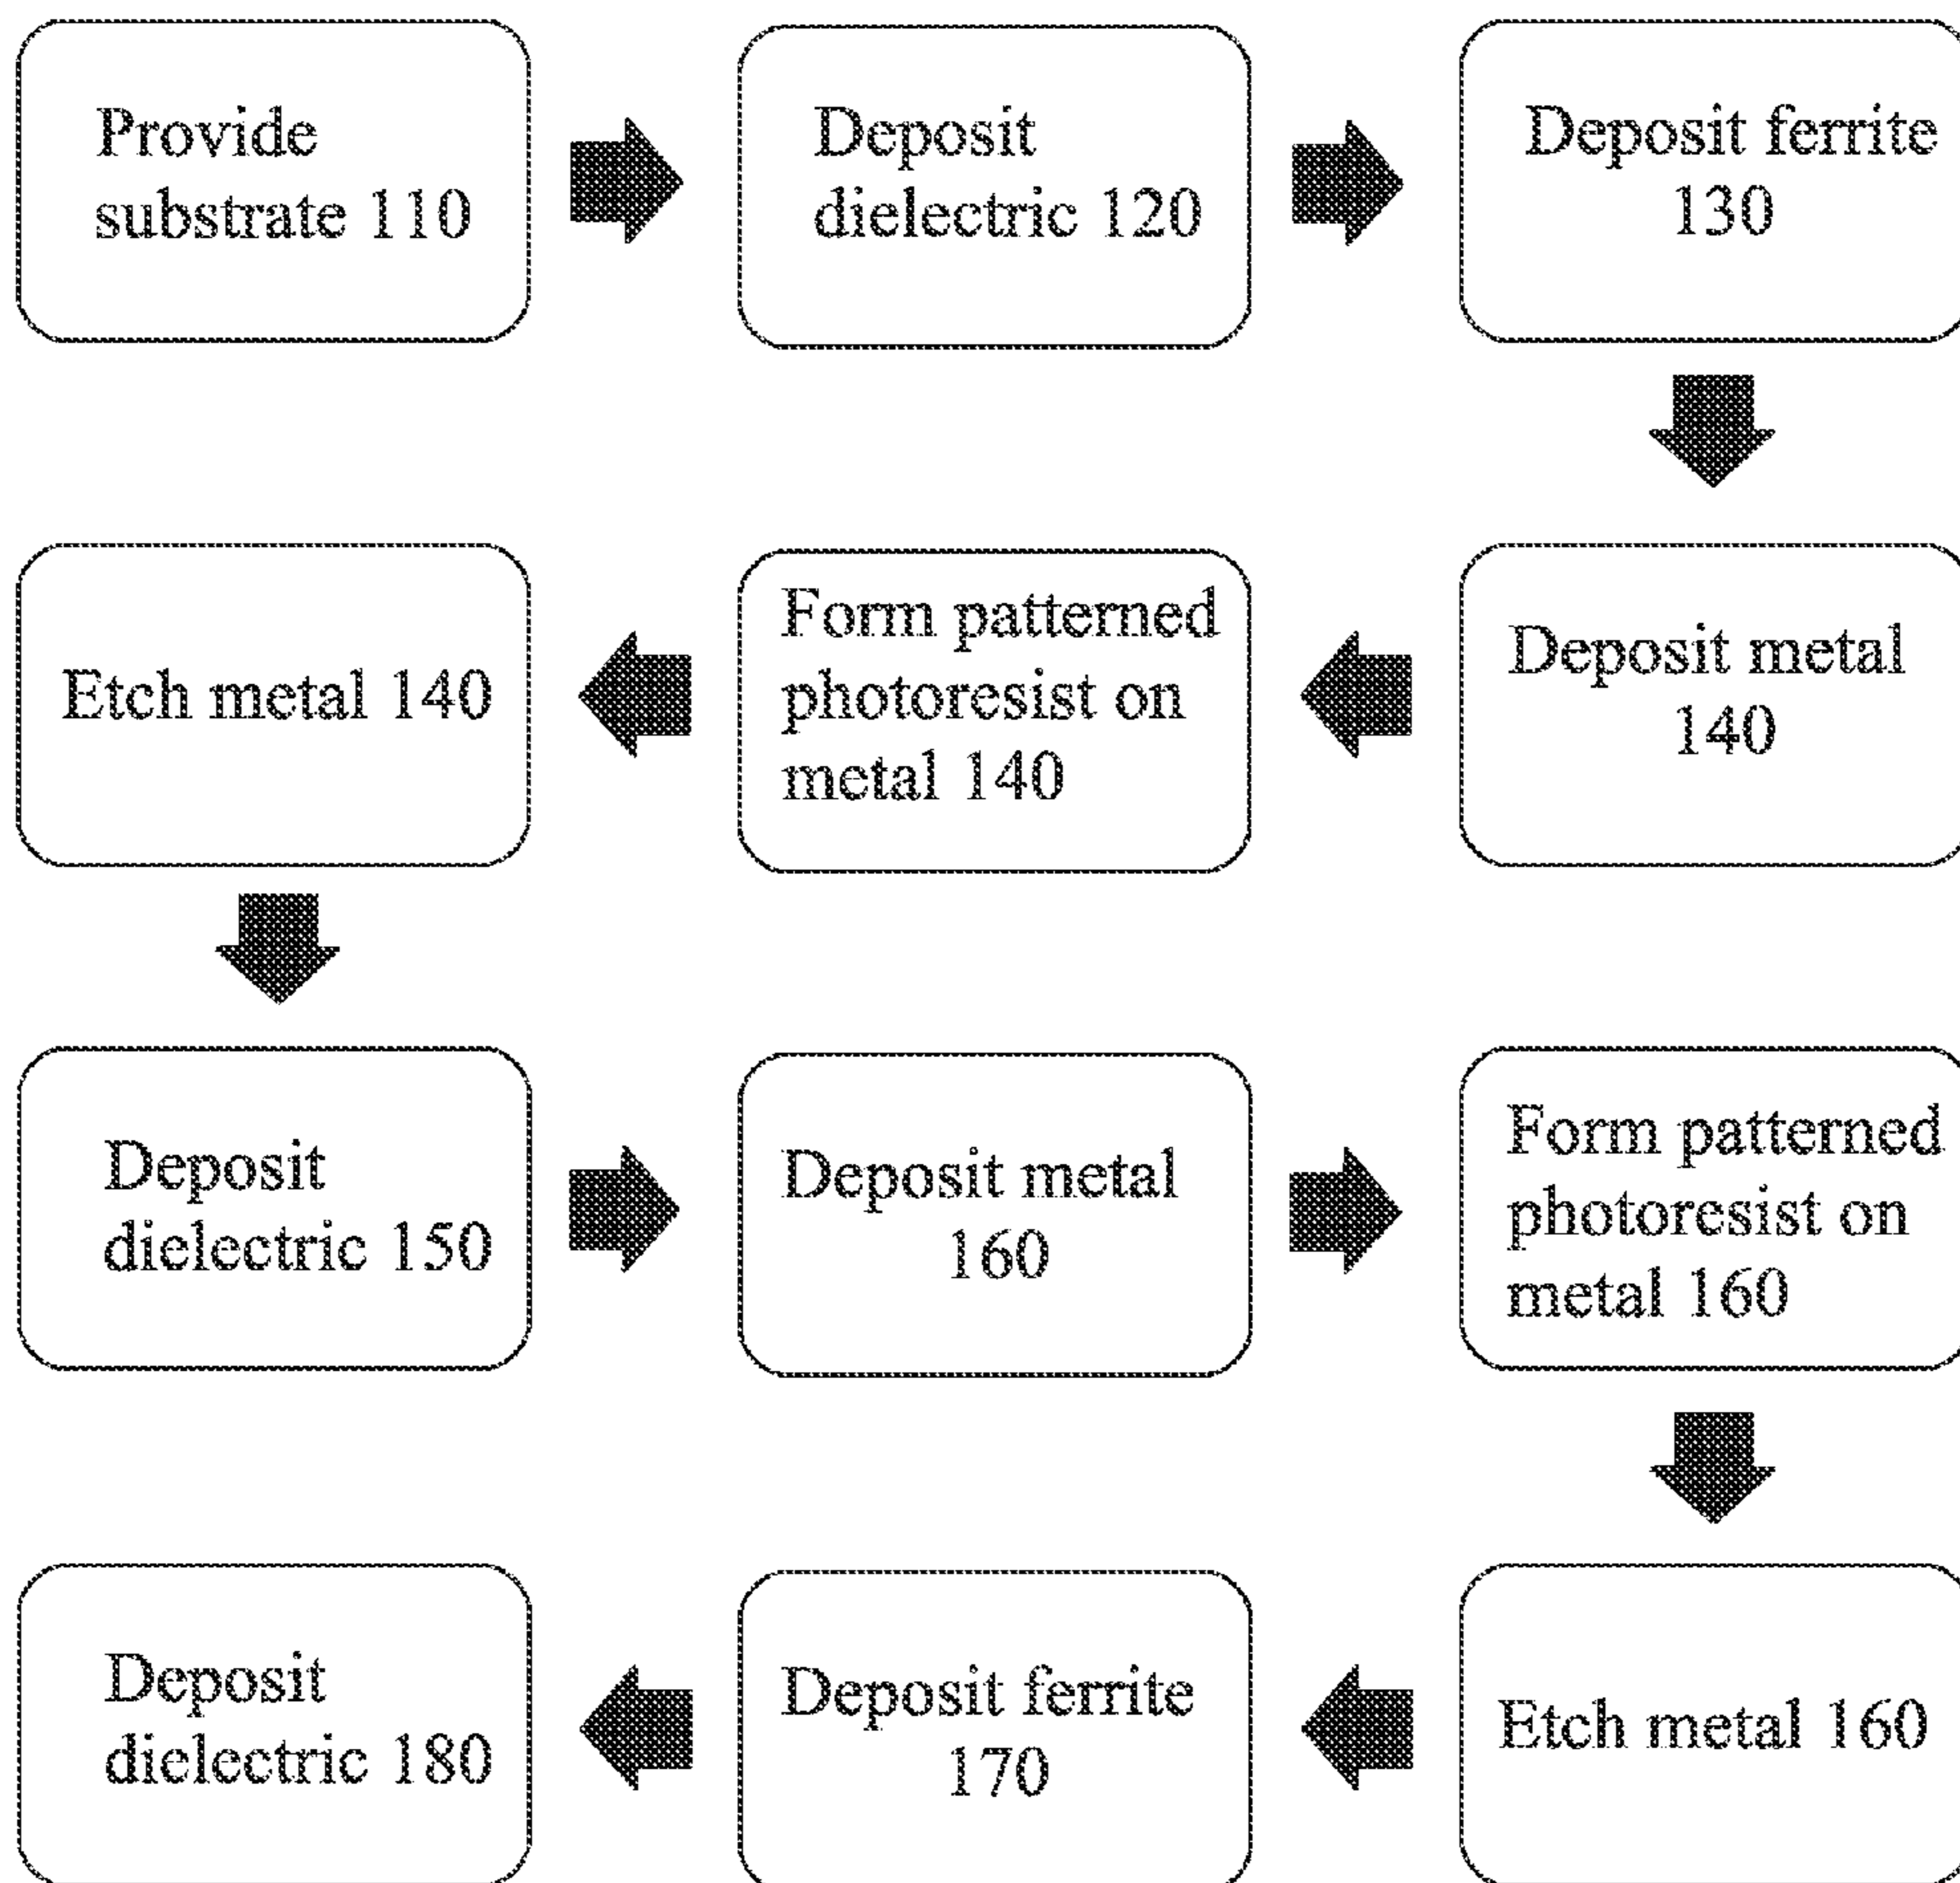 Provide
substrate 110
Deposit
dielectric 120
Deposit ferrite
130
Deposit metal
140
Form patterned
photoresist on
metal 140
Etch metal 140
Deposit
dielectric 150
Deposit metal
160
Form patterned
photoresist on
metal 160
Etch metal 160
Deposit ferrite
170
Deposit
dielectric 180